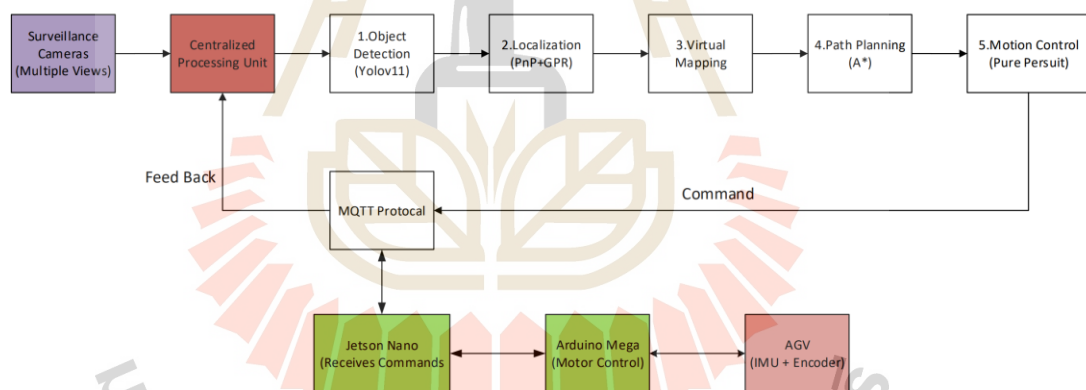 Surveillance
Cameras
(Multiple Views)
Centralized
Processing Unit
1.Object
Detection
(Yolov11)
2.Localization
(PnP+GPR)
3.Virtual
Mapping
4.Path Planning
(A*)
5.Motion Control
(Pure Persuit)
Feed Back
MQTT Protocal
Command
Jetson Nano
(Receives Commands
Arduino Mega
(Motor Control)
AGV
(IMU + Encoder)